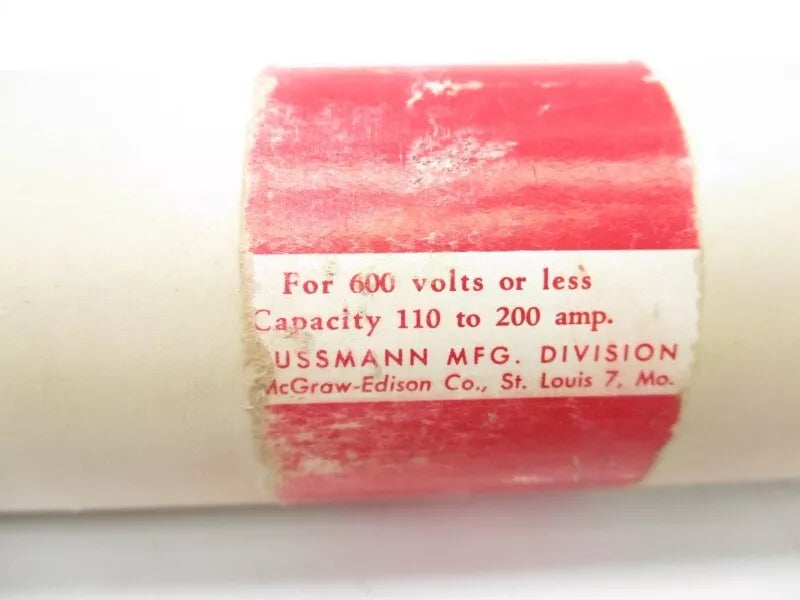 For 600 volts or less
Capacity 110 to 200 amp.
USSMANN MFG. DIVISION
McGraw-Edison Co., St. Louis 7, Mo.